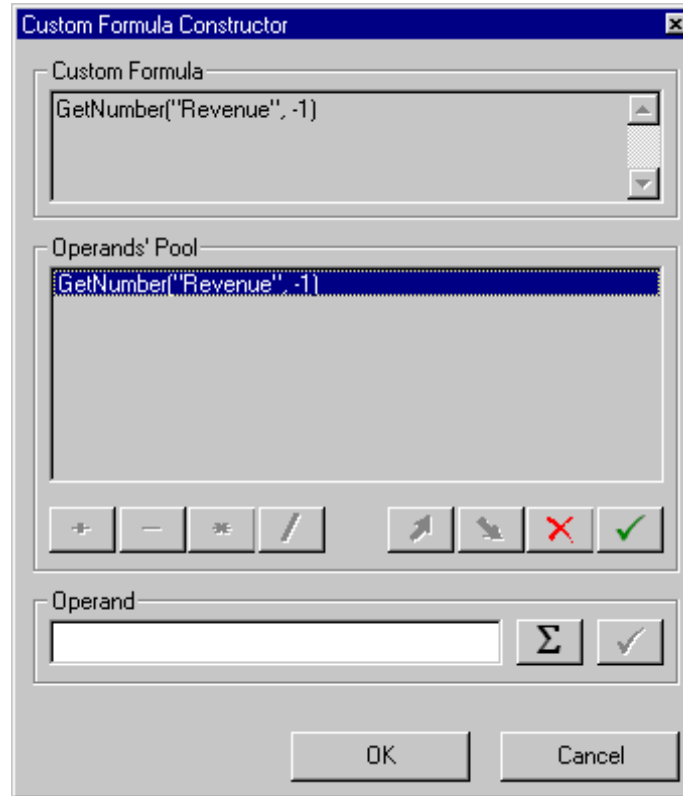 Custom Formula Constructor
Custom Formula
GetNumber("Revenue", -1)
Operands' Pool
GetNumber("Revenue", -1)
+ − * /
Operand
Σ
OK Cancel